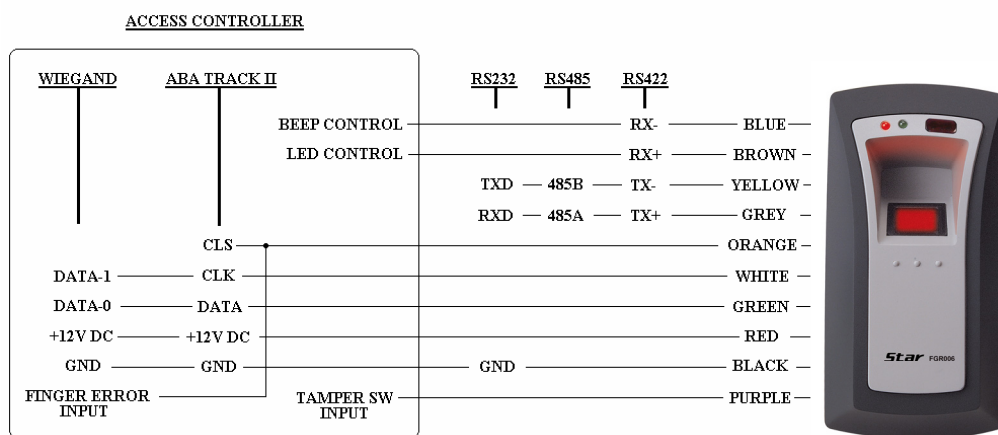 ACCESS CONTROLLER
WIEGAND ABA TRACK II RS232 RS485 RS422
BEEP CONTROL RX- BLUE
LED CONTROL RX+ BROWN
TXD 485B TX- YELLOW
RXD 485A TX+ GREY
CLS ORANGE
DATA-1 CLK WHITE
DATA-0 DATA GREEN
+12V DC +12V DC RED
GND GND GND BLACK
Star FGR006
FINGER ERROR INPUT TAMPER SW INPUT PURPLE